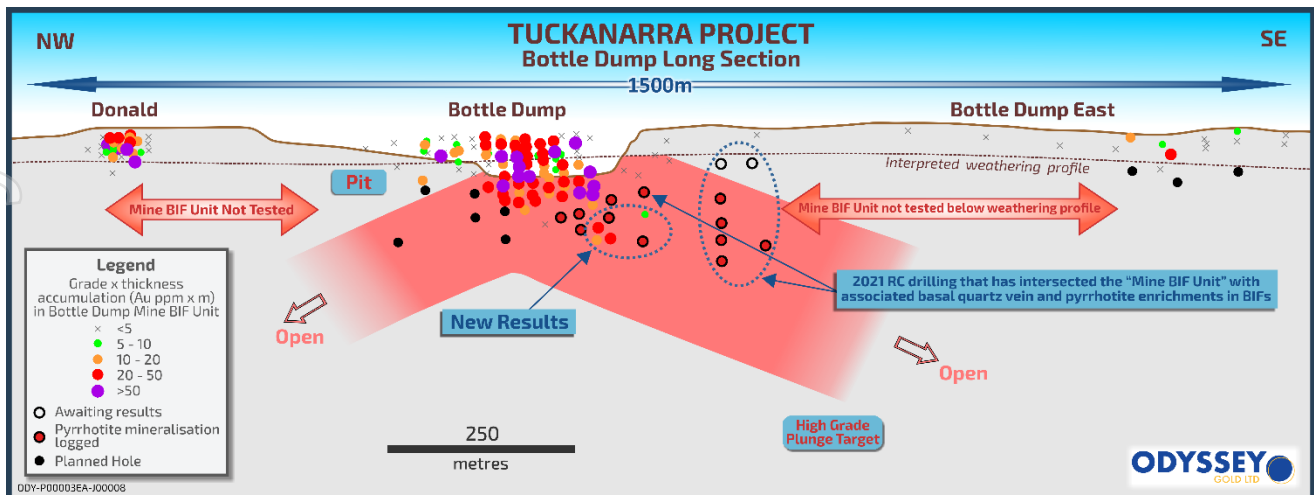 NW
TUCKANARRA PROJECT
SE
Bottle Dump Long Section
1500m
Donald
Bottle Dump
Bottle Dump East
Interpreted weathering profile
Pit
Mine BIF Unit Not Tested
Mine BIF Unit not tested below weathering profile
Legend
Grade x thickness
accumulation (Au ppm x m)
in Bottle Dump Mine BIF Unit
<5
5 - 10
10 - 20
20 - 50
>50
Awaiting results
Pyrrhotite mineralisation
logged
Planned Hole
2021 RC drilling that has intersected the “Mine BIF Unit” with
associated basal quartz vein and pyrrhotite enrichments in BIFs
New Results
Open
Open
High Grade
Plunge Target
250
metres
ODYSSEY
GOLD LTD
ODY-P00003EA-J00008